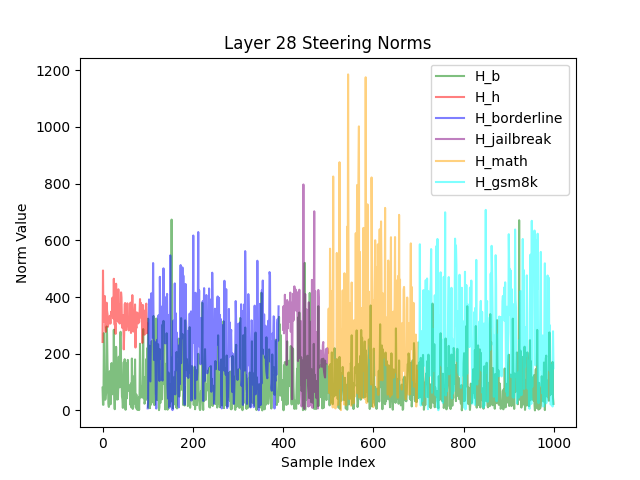 Layer 28 Steering Norms
1200
1000
800
600
400
200
0
Norm Value
H_b
H_h
H_borderline
H_jailbreak
H_math
H_gsm8k
0 200 400 600 800 1000
Sample Index